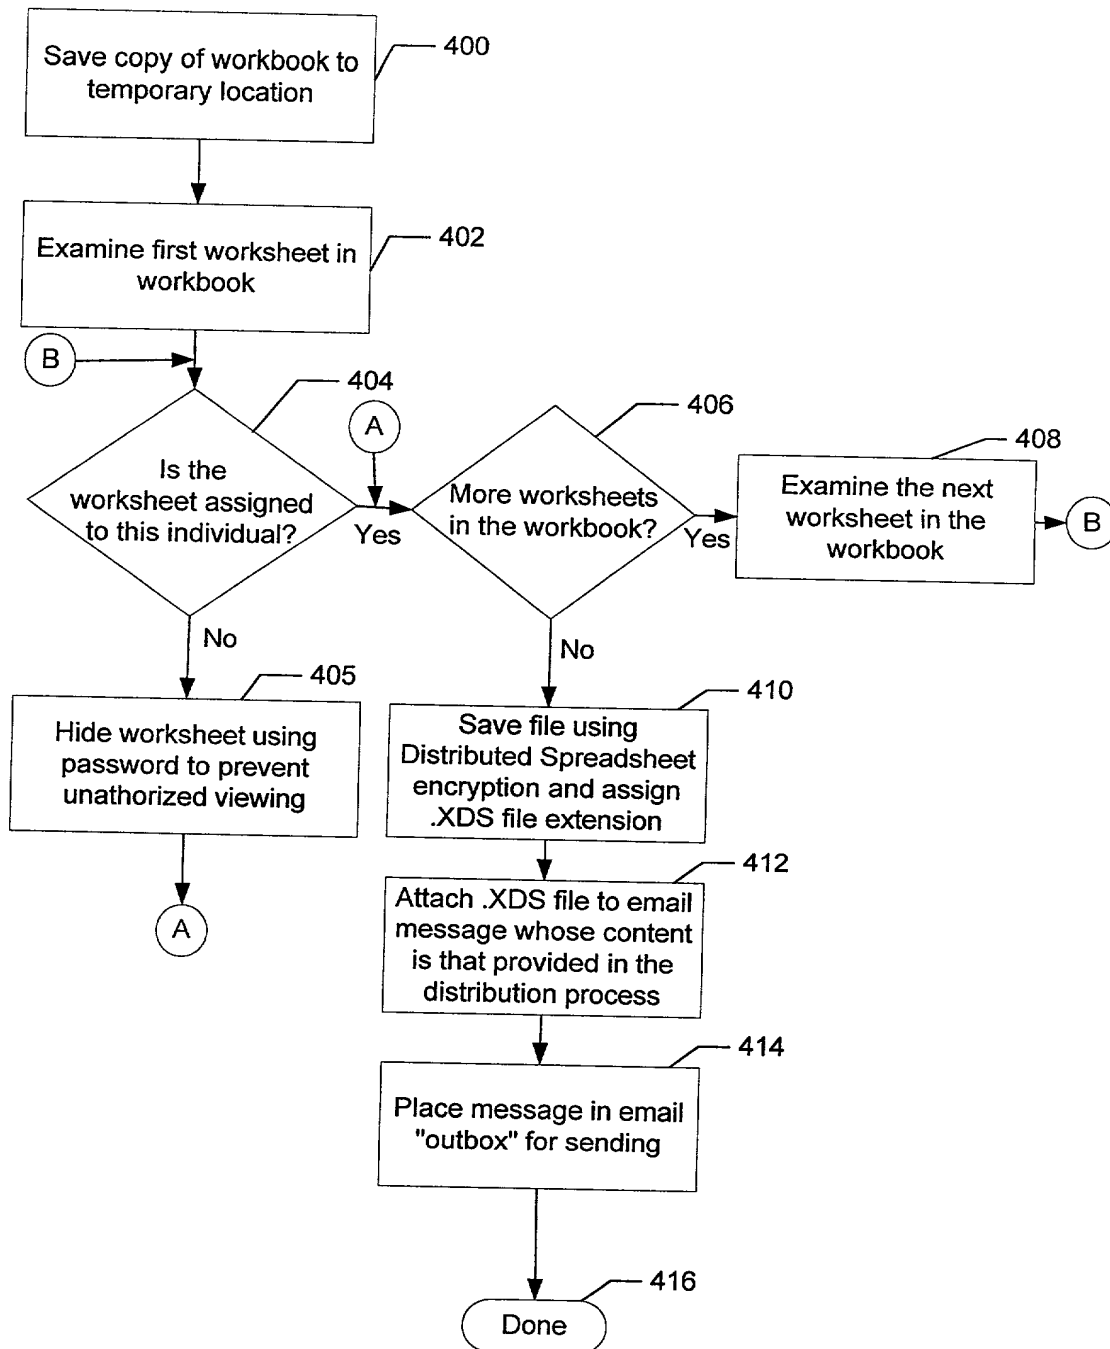 Save copy of workbook to
temporary location
400
Examine first worksheet in
workbook
402
B
404
Is the
worksheet assigned
to this individual?
Yes
No
A
406
More worksheets
in the workbook?
Yes
No
408
Examine the next
worksheet in the
workbook
B
405
Hide worksheet using
password to prevent
unathorized viewing
A
410
Save file using
Distributed Spreadsheet
encryption and assign
.XDS file extension
412
Attach .XDS file to email
message whose content
is that provided in the
distribution process
414
Place message in email
"outbox" for sending
416
Done